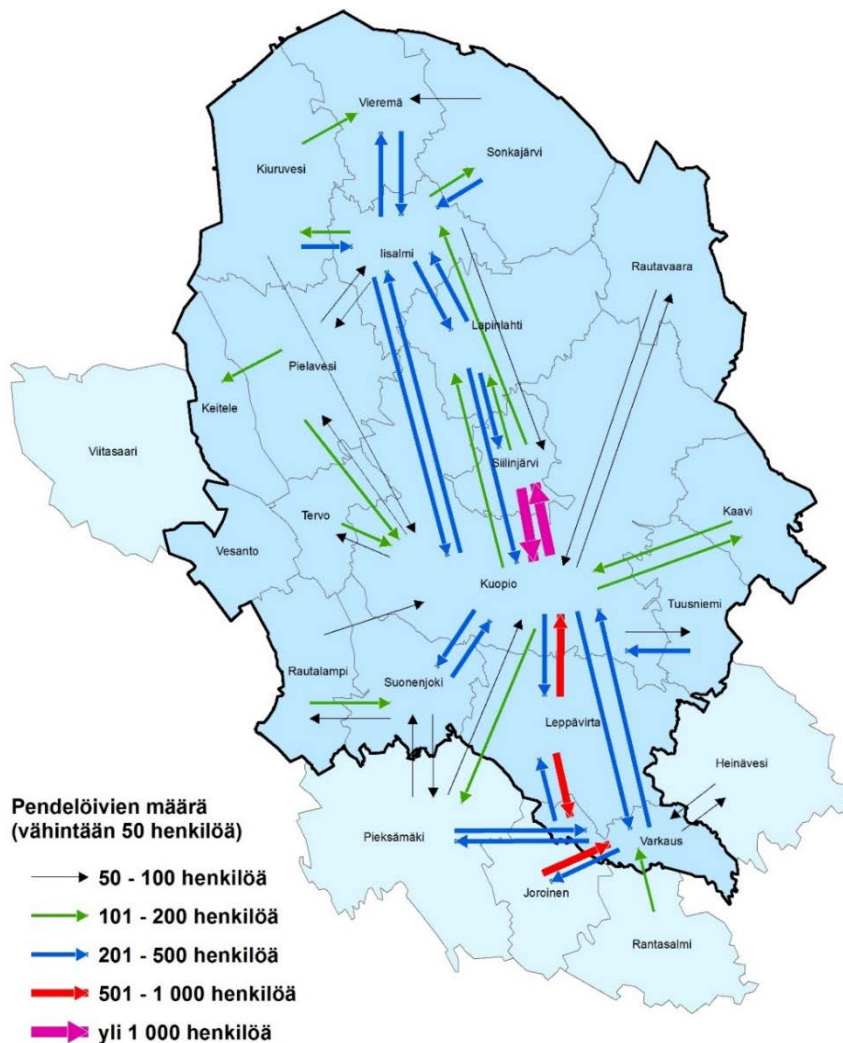 Vieremä
Sonkajärvi
Kiuruvesi
Iisalmi
Rautavaara
Lapinlahti
Pielavesi
Keitele
Viitasaari
Siilinjärvi
Tervo
Kaavi
Vesanto
Kuopio
Tuusniemi
Rautalampi
Suonenjoki
Leppävirta
Heinävesi
Pieksämäki
Varkaus
Joroinen
Rantasalmi
Pendelöivien määrä
(vähintään 50 henkilöä)
50 - 100 henkilöä
101 - 200 henkilöä
201 - 500 henkilöä
501 - 1 000 henkilöä
yli 1 000 henkilöä